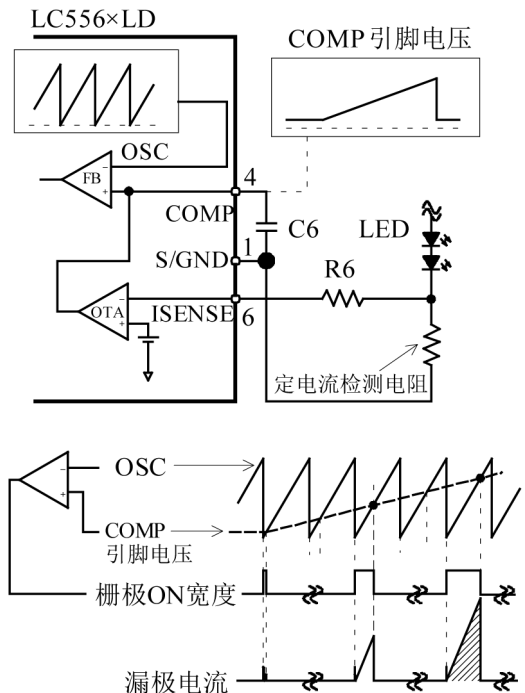 LC556×LD
COMP引脚电压
OSC
FB
−
+
4
COMP
C6
LED
S/GND
1
R6
OTA
−
+
ISENSE
6
定电流检测电阻
−
OSC
+
COMP
引脚电压
栅极ON宽度
漏极电流